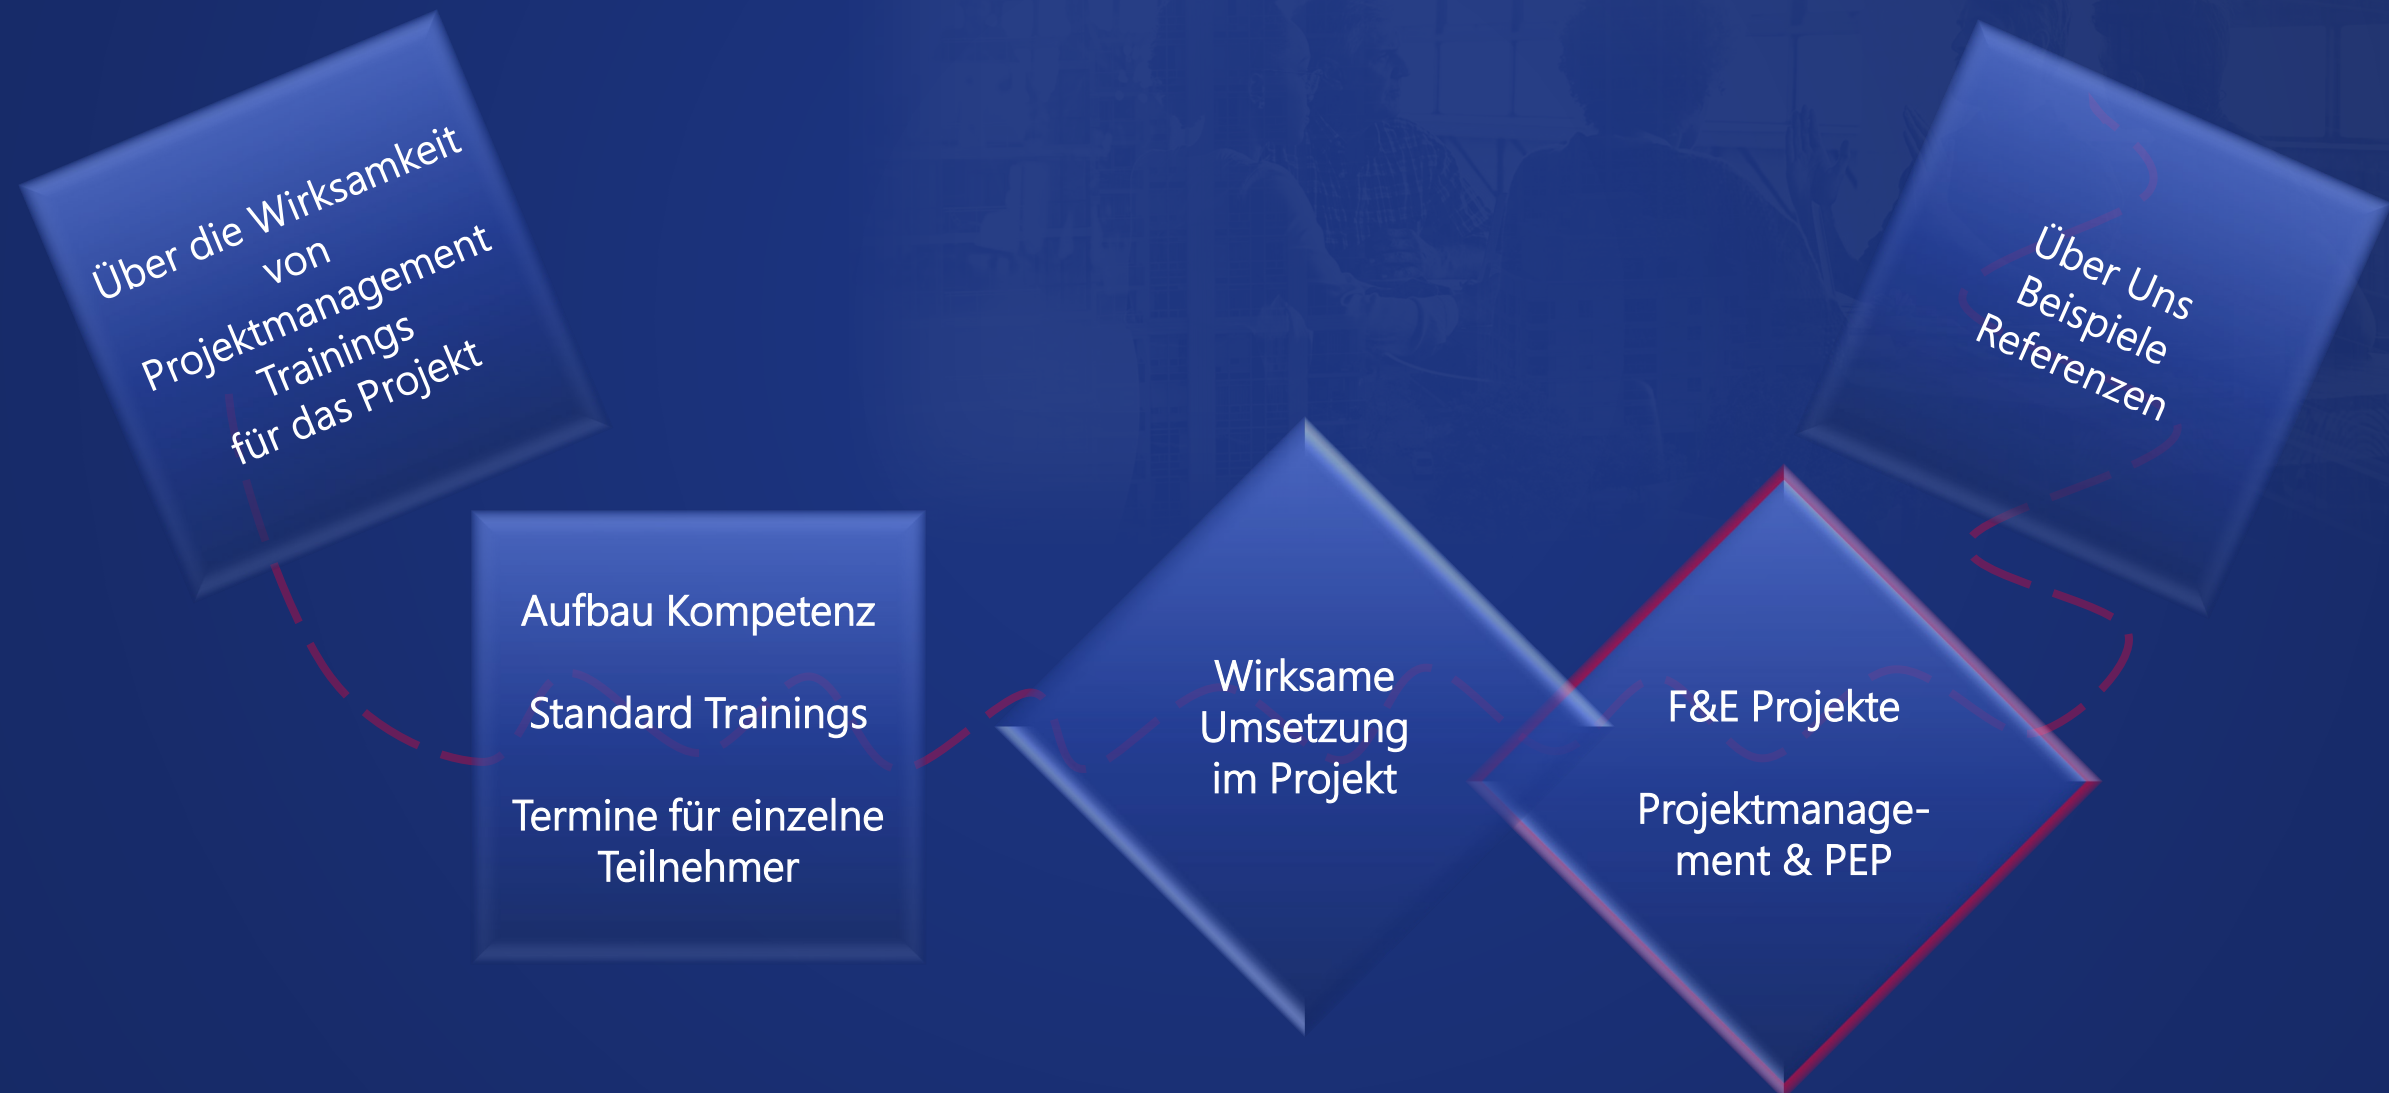 Über die Wirksamkeit
von
Projektmanagement
Trainings
für das Projekt
Aufbau Kompetenz
Standard Trainings
Termine für einzelne
Teilnehmer
Wirksame
Umsetzung
im Projekt
F&E Projekte
Projektmanage-
ment & PEP
Über Uns
Beispiele
Referenzen